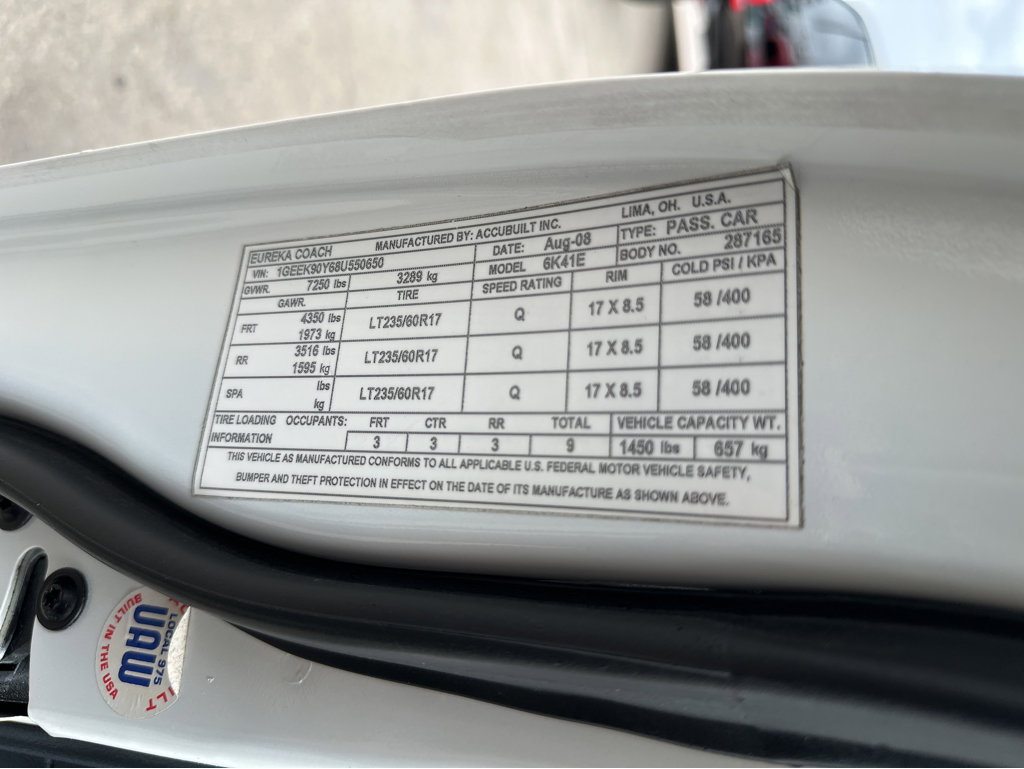 EUREKA COACH MANUFACTURED BY: ACCUBUILT INC. LIMA, OH. U.S.A.
VIN: 1GEEK90Y68U550650 DATE: Aug-08 TYPE: PASS. CAR
GVWR. 7250 lbs 3289 kg MODEL 6K41E BODY NO. 287165
GAWR. TIRE SPEED RATING RIM COLD PSI / KPA
FRT 4350 lbs 1973 kg LT235/60R17 Q 17 X 8.5 58 /400
RR 3516 lbs 1595 kg LT235/60R17 Q 17 X 8.5 58 /400
SPA lbs kg LT235/60R17 Q 17 X 8.5 58 /400
TIRE LOADING OCCUPANTS: FRT CTR RR TOTAL VEHICLE CAPACITY WT.
INFORMATION 3 3 3 9 1450 lbs 657 kg
THIS VEHICLE AS MANUFACTURED CONFORMS TO ALL APPLICABLE U.S. FEDERAL MOTOR VEHICLE SAFETY,
BUMPER AND THEFT PROTECTION IN EFFECT ON THE DATE OF ITS MANUFACTURE AS SHOWN ABOVE.
LOCAL 975
UAW
BUILT IN THE USA